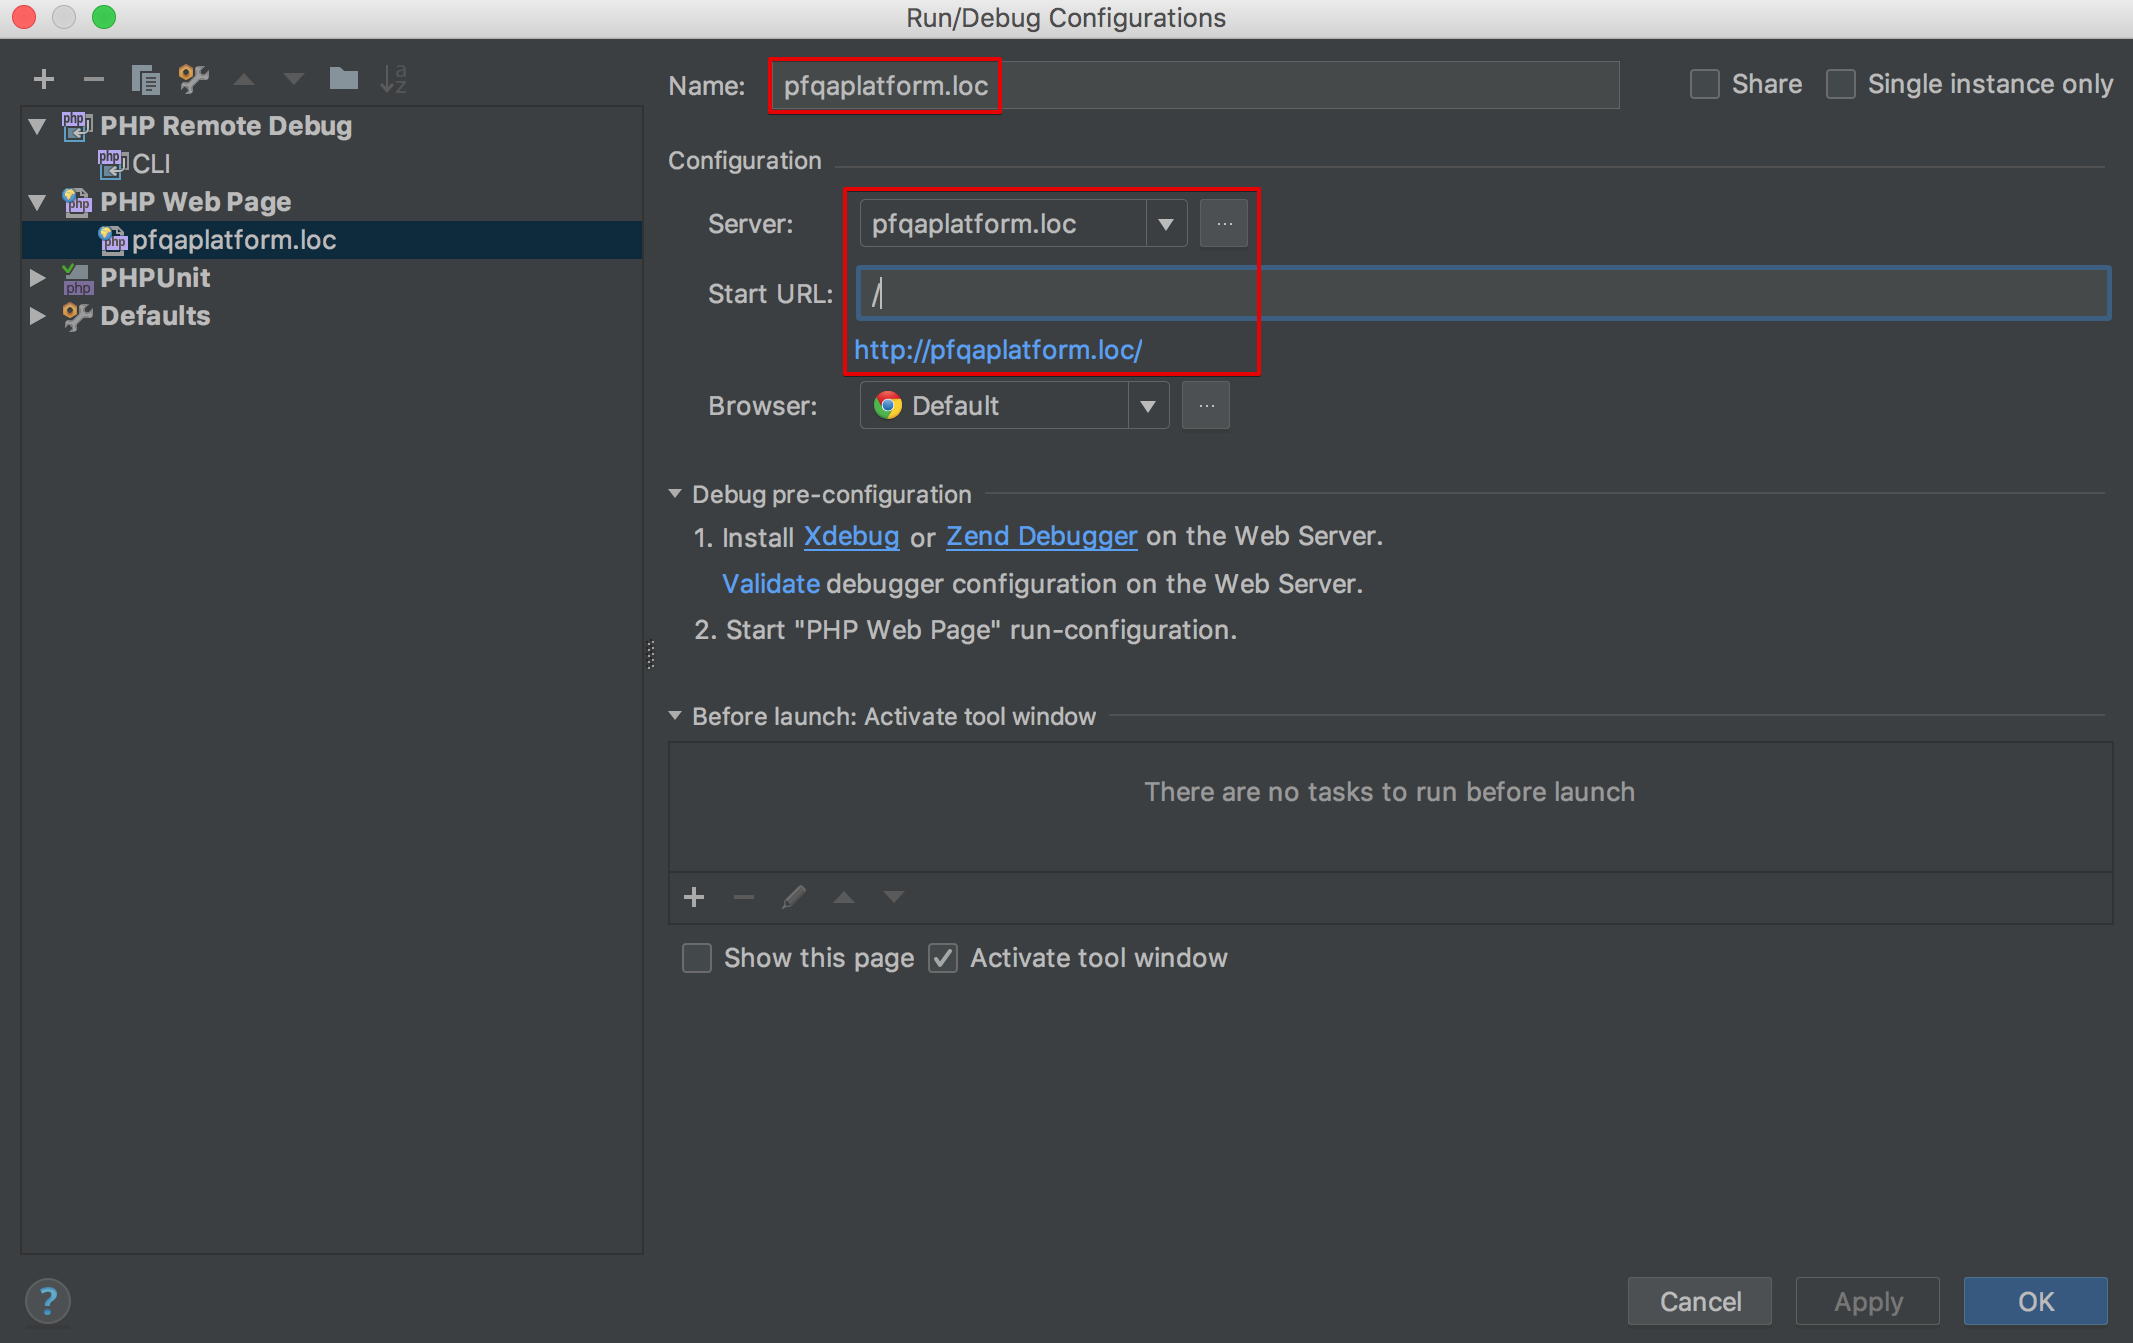 Run/Debug Configurations
Name: pfqaplatform.loc Share Single instance only
PHP Remote Debug
CLI
PHP Web Page
pfqaplatform.loc
PHPUnit
Defaults
Configuration
Server: pfqaplatform.loc ...
Start URL: /
http://pfqaplatform.loc/
Browser: Default ...
Debug pre-configuration
1. Install Xdebug or Zend Debugger on the Web Server.
Validate debugger configuration on the Web Server.
2. Start "PHP Web Page" run-configuration.
Before launch: Activate tool window
There are no tasks to run before launch
Show this page Activate tool window
? Cancel Apply OK